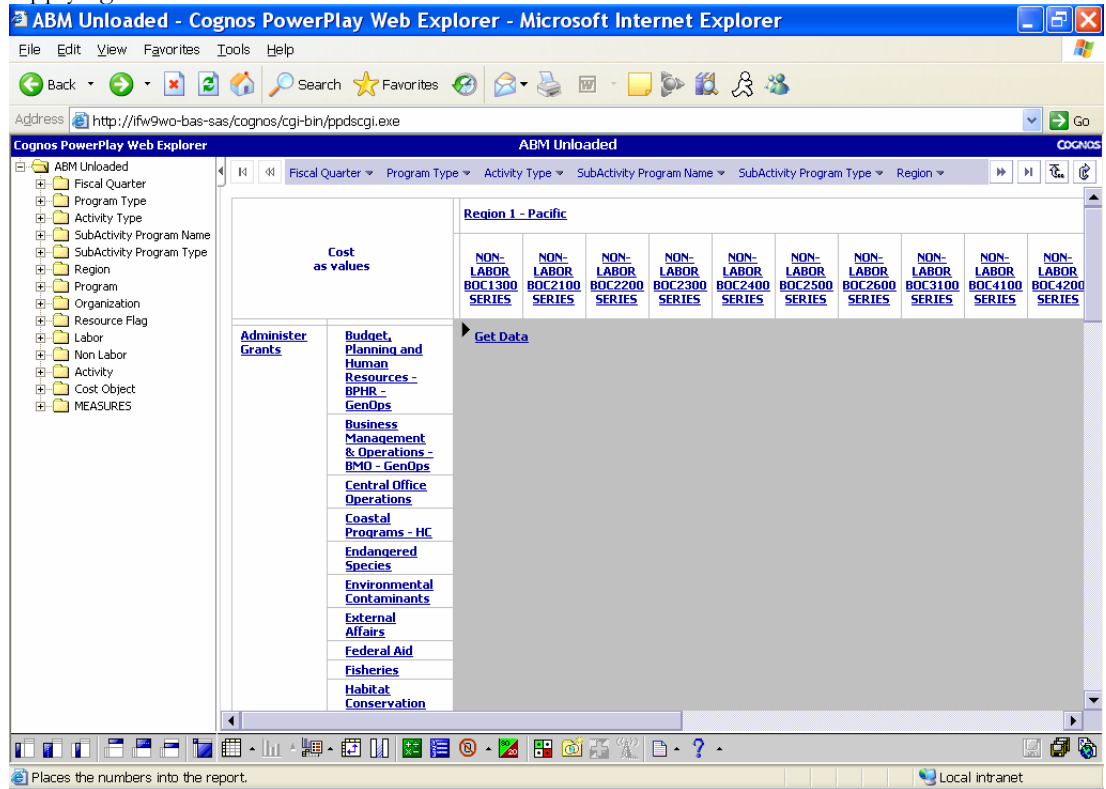 ABM Unloaded - Cognos PowerPlay Web Explorer - Microsoft Internet Explorer
File Edit View Favorites Tools Help
Back Search Favorites
Address http://ifw9wo-bas-sas/cognos/cgi-bin/ppdscgi.exe Go
Cognos PowerPlay Web Explorer ABM Unloaded COGNOS
ABM Unloaded
Fiscal Quarter
Program Type
Activity Type
SubActivity Program Name
SubActivity Program Type
Region
Program
Organization
Resource Flag
Labor
Non Labor
Activity
Cost Object
MEASURES
Fiscal Quarter Program Type Activity Type SubActivity Program Name SubActivity Program Type Region
Region 1 - Pacific
Cost
as values
NON-LABOR BOC1300 SERIES
NON-LABOR BOC2100 SERIES
NON-LABOR BOC2200 SERIES
NON-LABOR BOC2300 SERIES
NON-LABOR BOC2400 SERIES
NON-LABOR BOC2500 SERIES
NON-LABOR BOC2600 SERIES
NON-LABOR BOC3100 SERIES
NON-LABOR BOC4100 SERIES
NON-LABOR BOC4200 SERIES
Administer
Grants
Budget,
Planning and
Human
Resources -
BPHR -
GenOps
Get Data
Business
Management
& Operations -
BMO - GenOps
Central Office
Operations
Coastal
Programs - HC
Endangered
Species
Environmental
Contaminants
External
Affairs
Federal Aid
Fisheries
Habitat
Conservation
Places the numbers into the report. Local intranet